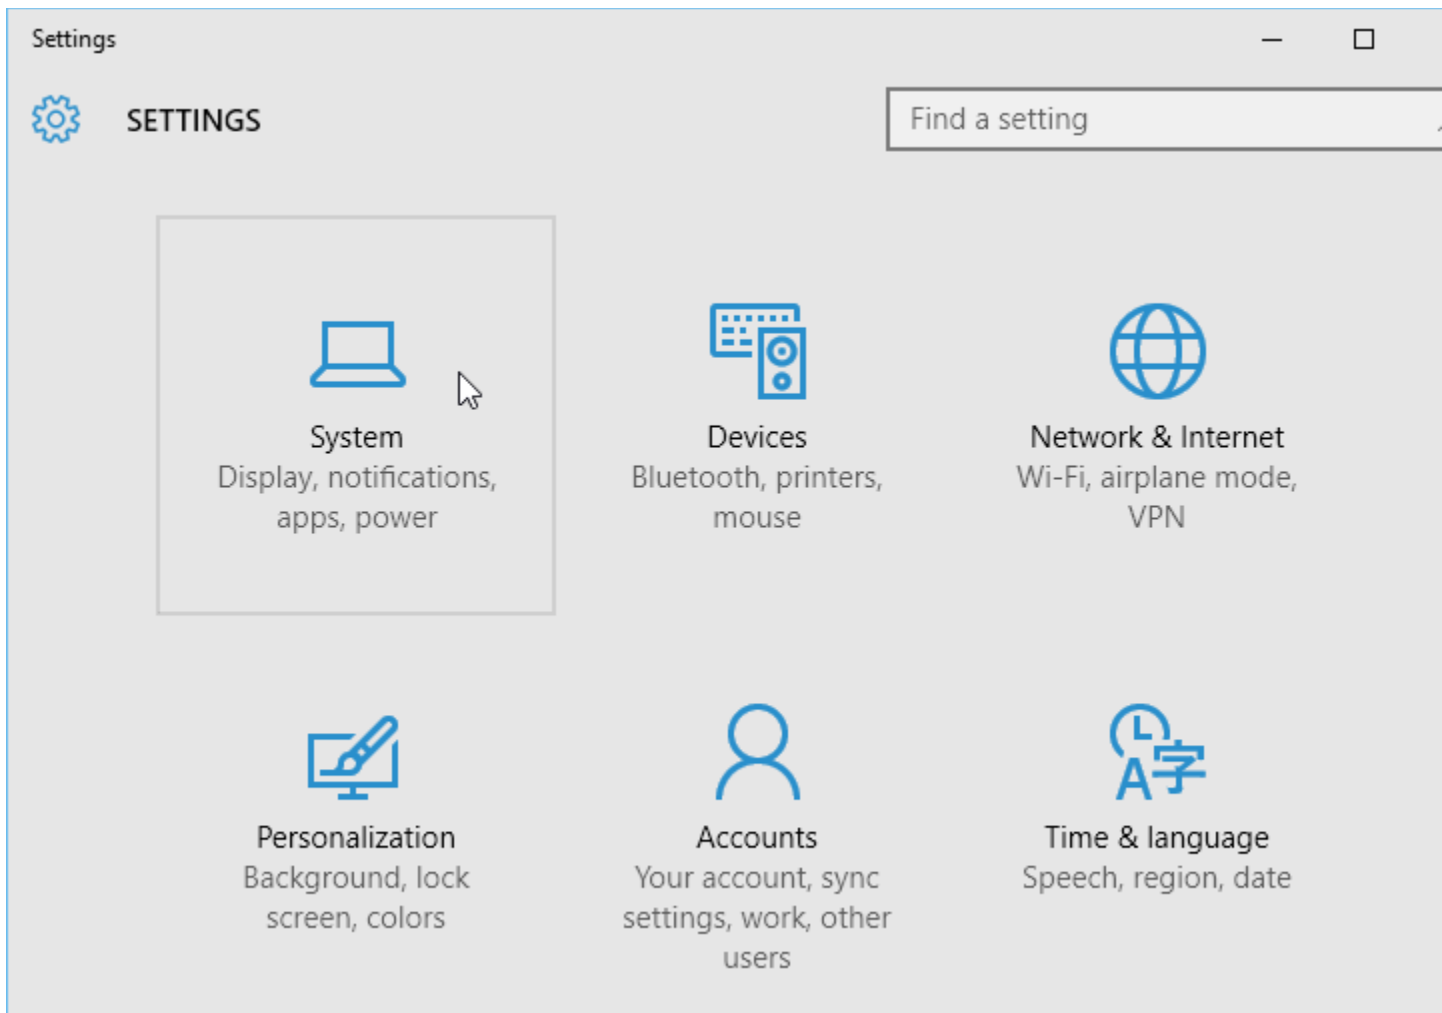 Settings
SETTINGS
Find a setting
System
Display, notifications,
apps, power
Devices
Bluetooth, printers,
mouse
Network & Internet
Wi-Fi, airplane mode,
VPN
A字
Personalization
Background, lock
screen, colors
Accounts
Your account, sync
settings, work, other
users
Time & language
Speech, region, date